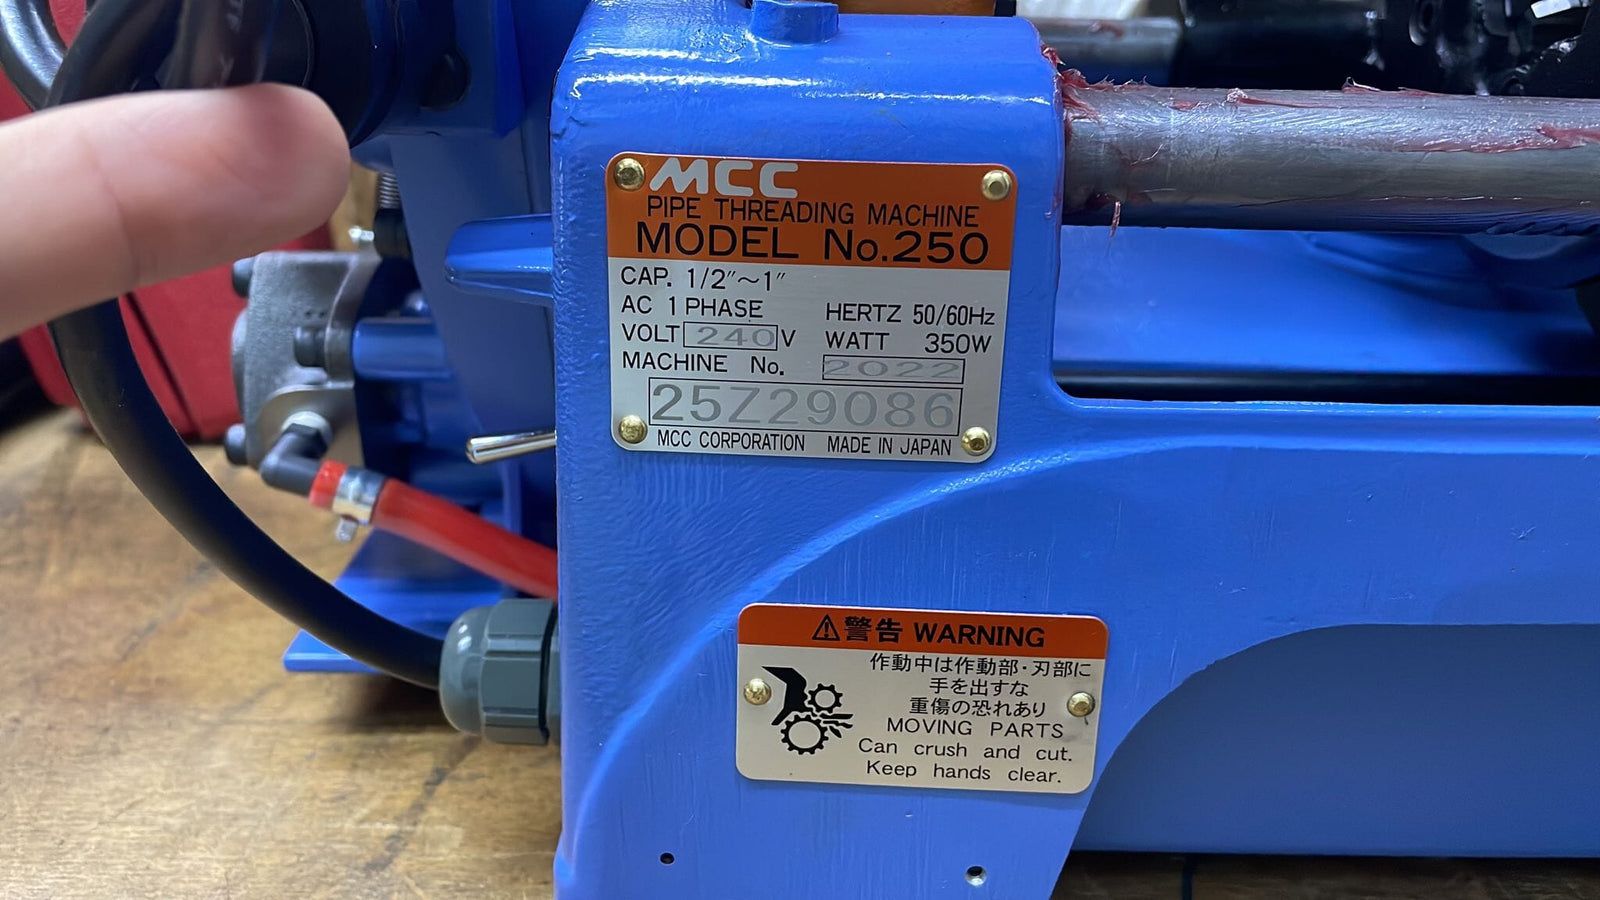 MCC
PIPE THREADING MACHINE
MODEL No.250
CAP. 1/2"～1"
AC 1 PHASE HERTZ 50/60Hz
VOLT 240 V WATT 350W
MACHINE No. 2022
25Z29086
MCC CORPORATION MADE IN JAPAN
⚠警告 WARNING
作動中は作動部・刃部に
手を出すな
重傷の恐れあり
MOVING PARTS
Can crush and cut.
Keep hands clear.